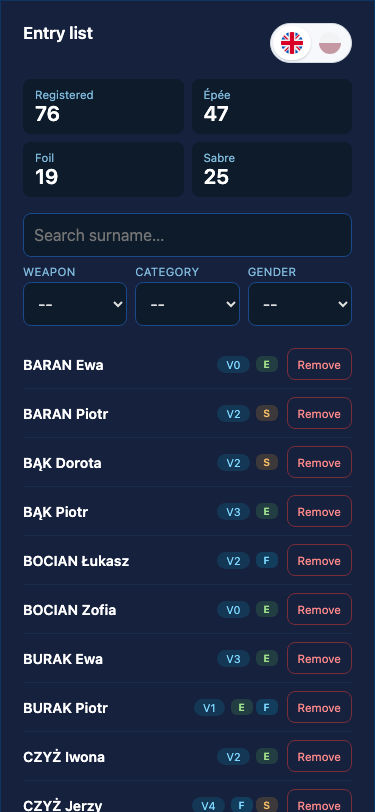 Entry list
Registered Épée
76 47
Foil Sabre
19 25
Search surname...
WEAPON CATEGORY GENDER
-- -- --
BARAN Ewa V0 E Remove
BARAN Piotr V2 S Remove
BĄK Dorota V2 S Remove
BĄK Piotr V3 E Remove
BOCIAN Łukasz V2 F Remove
BOCIAN Zofia V0 E Remove
BURAK Ewa V3 E Remove
BURAK Piotr V1 E F Remove
CZYŻ Iwona V2 E Remove
CZYŻ Jerzy V4 F S Remove